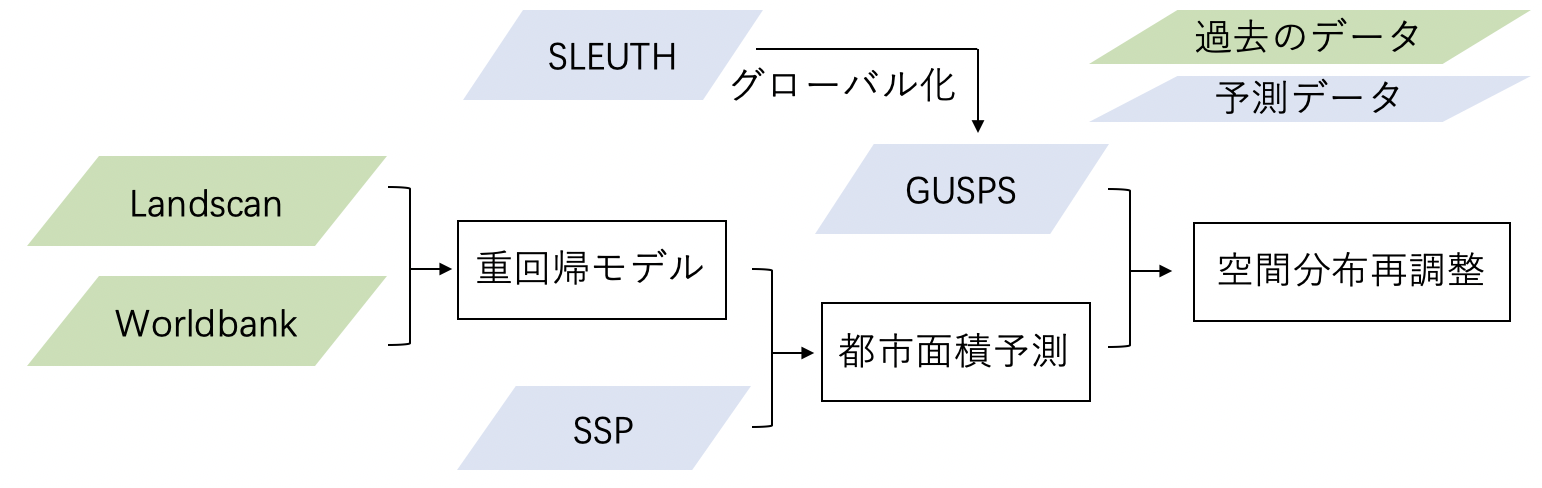 SLEUTH
グローバル化
過去のデータ
予測データ
Landscan
Worldbank
重回帰モデル
SSP
GUSPS
都市面積予測
空間分布再調整